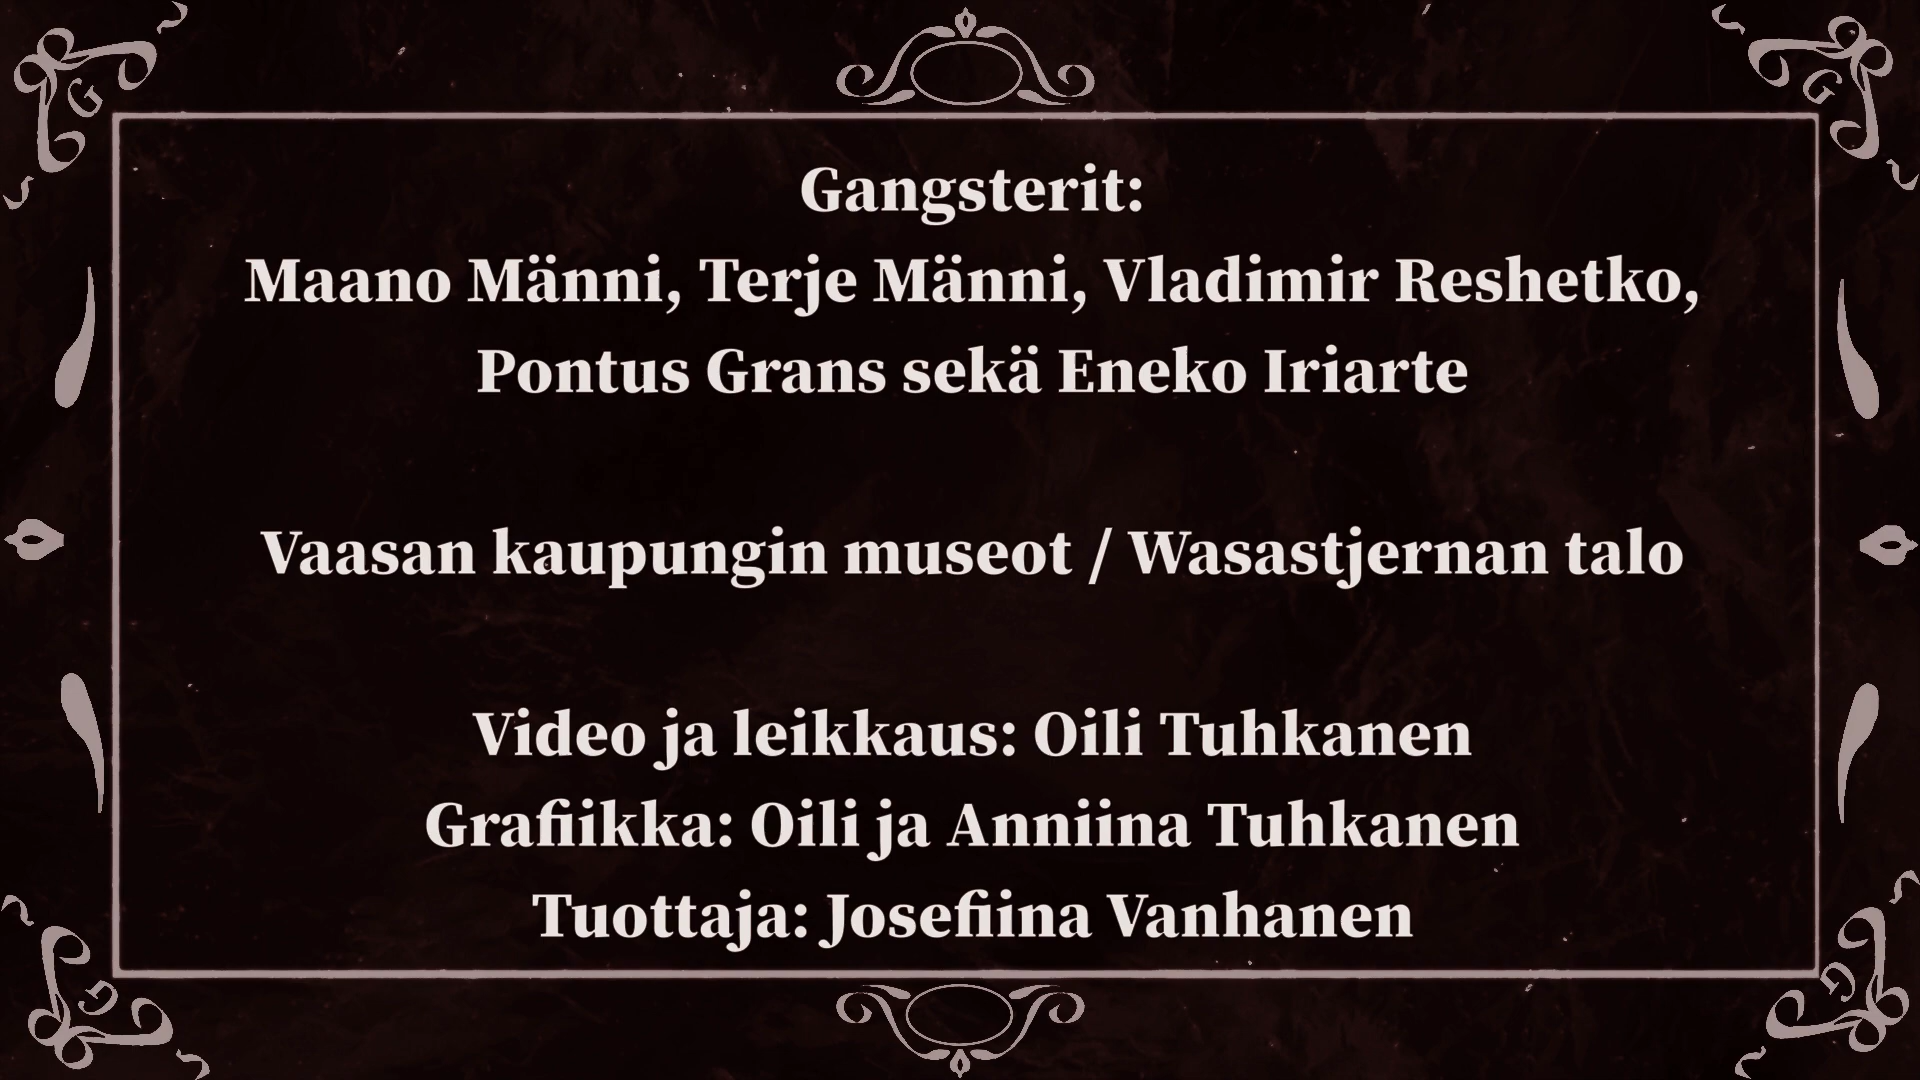 Gangsterit:
Maano Männi, Terje Männi, Vladimir Reshetko,
Pontus Grans sekä Eneko Iriarte
Vaasan kaupungin museot / Wasastjernan talo
Video ja leikkaus: Oili Tuhkanen
Grafiikka: Oili ja Anniina Tuhkanen
Tuottaja: Josefiina Vanhanen